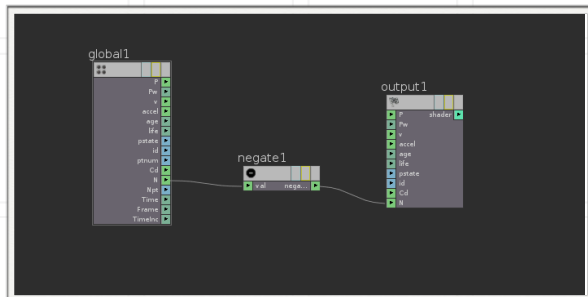 global1
P
Pw
v
accel
age
life
pstate
id
ptnum
Cd
N
Npt
Time
Frame
TimeInc
negate1
val nega...
output1
P shader
Pw
v
accel
age
life
pstate
id
Cd
N